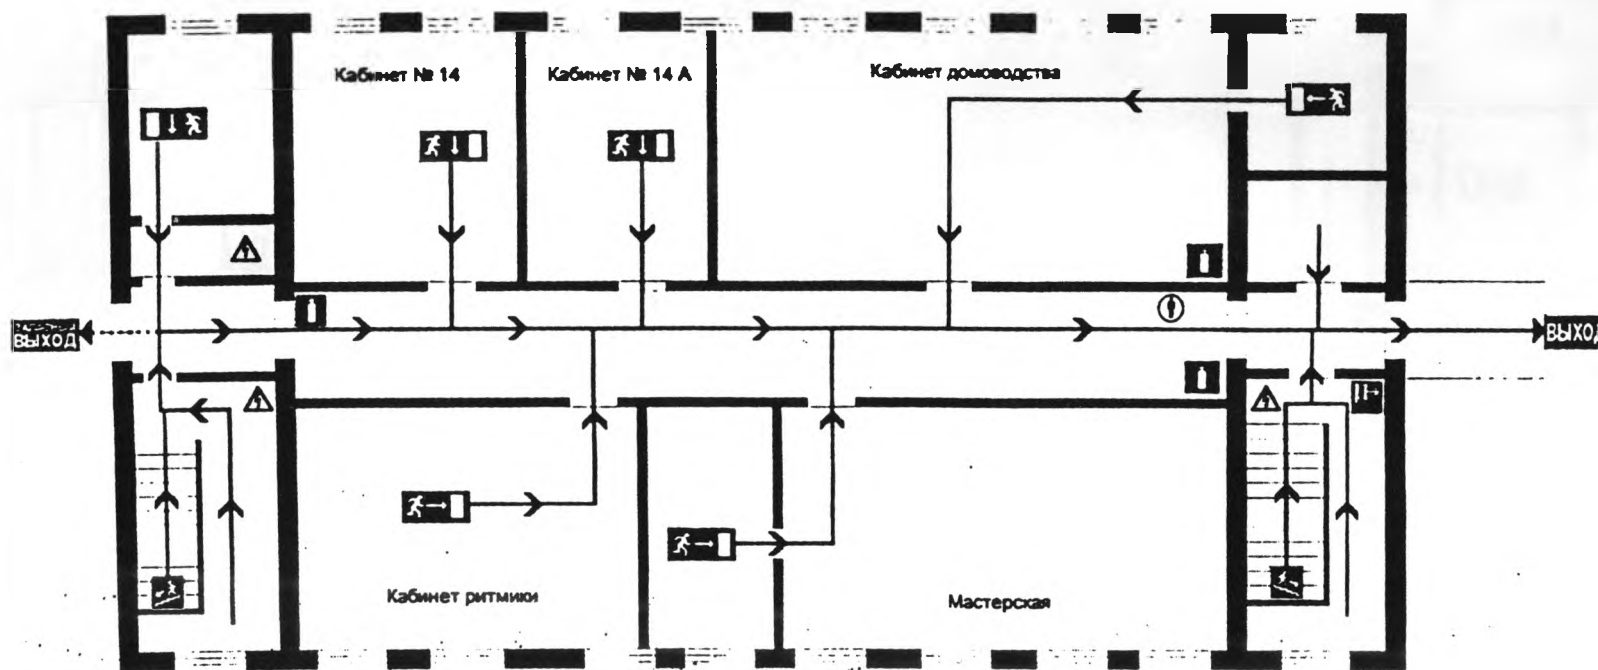 Кабинет № 14
Кабинет № 14 А
Кабинет домоводства
ВЫХОД
ВЫХОД
Кабинет ритмики
Мастерская